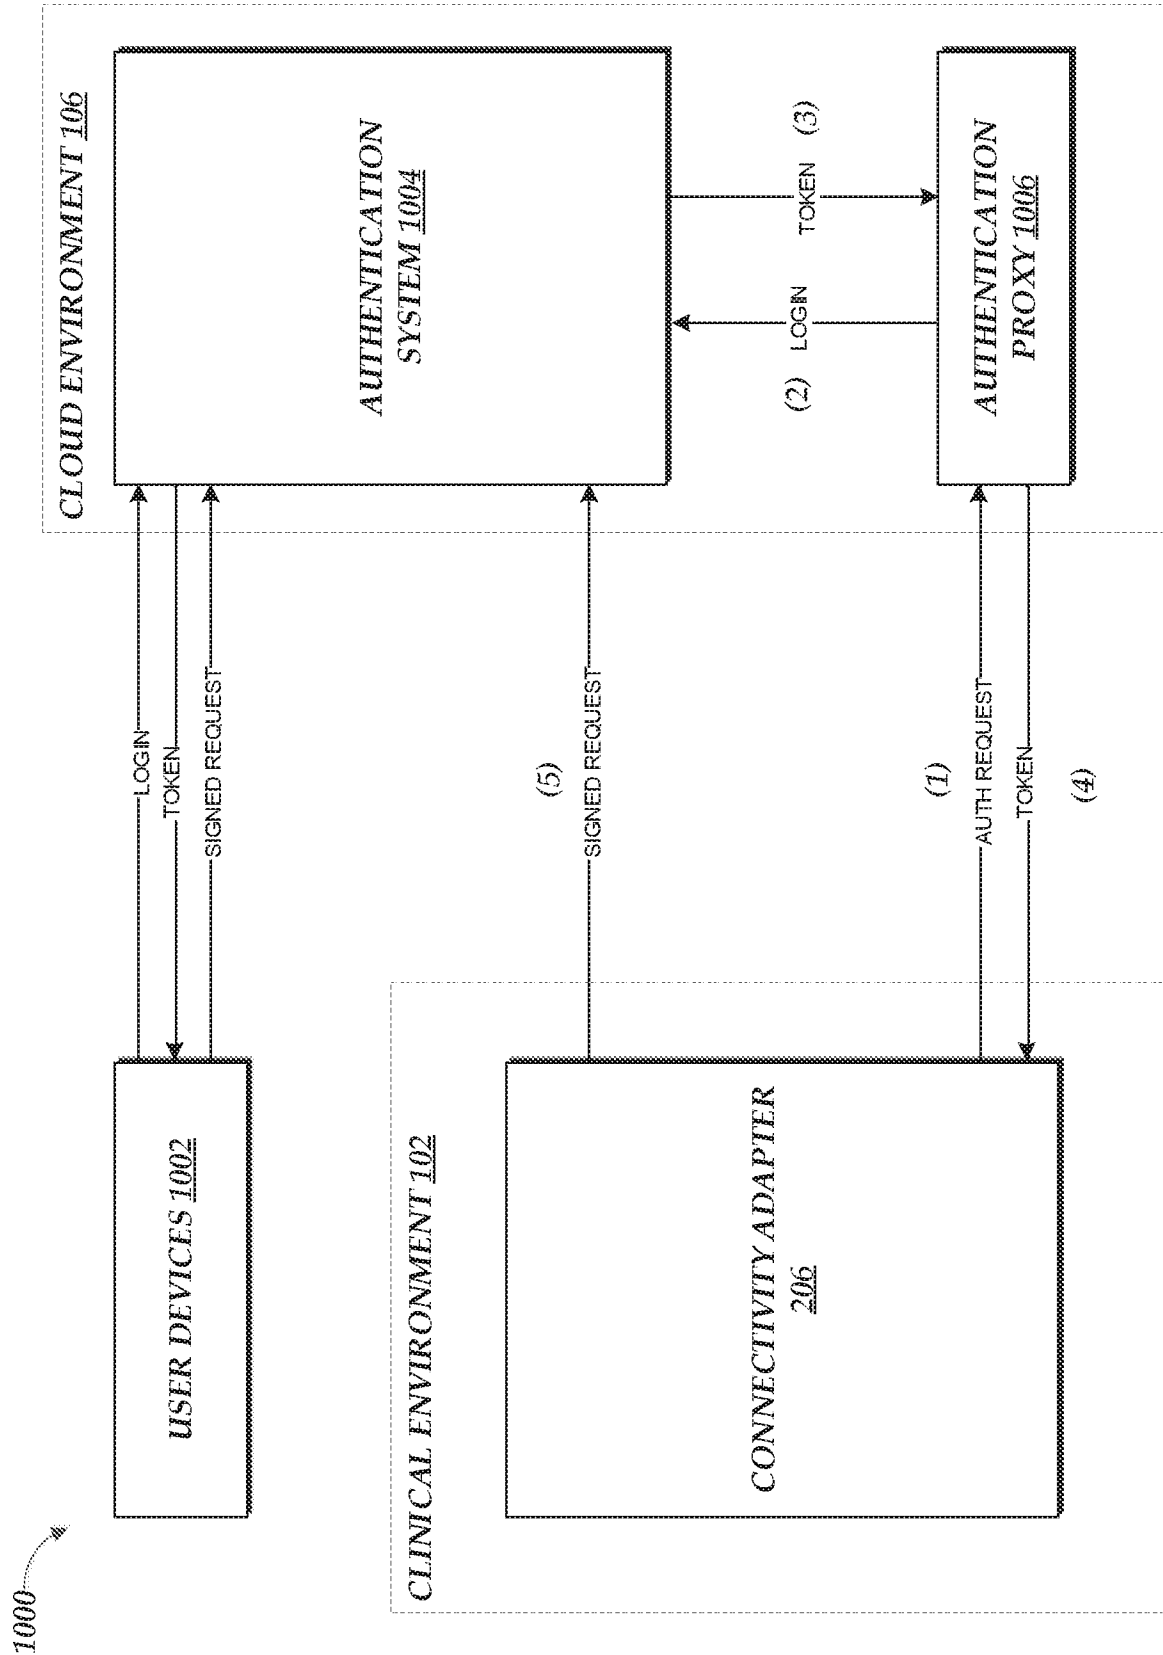 1000
USER DEVICES 1002
LOGIN
TOKEN
SIGNED REQUEST
CLOUD ENVIRONMENT 106
AUTHENTICATION
SYSTEM 1004
CLINICAL ENVIRONMENT 102
CONNECTIVITY ADAPTER
206
(5)
SIGNED REQUEST
(2)
LOGIN
TOKEN
(3)
(1)
AUTH REQUEST
TOKEN
(4)
AUTHENTICATION
PROXY 1006